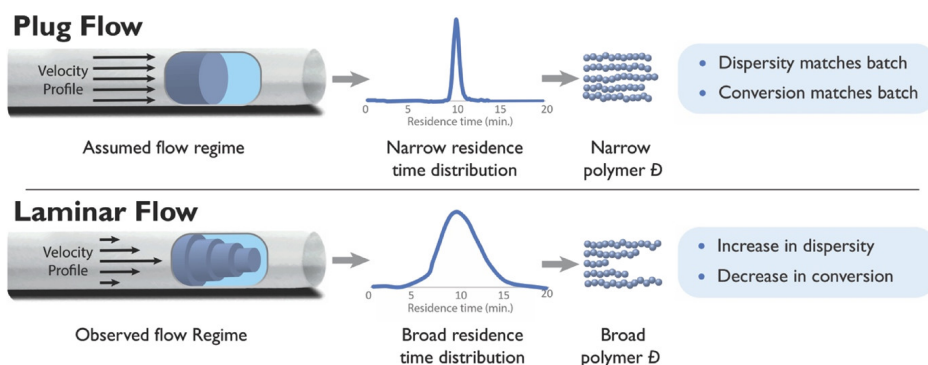 Plug Flow
Velocity
Profile
Assumed flow regime
0 5 10 15 20
Residence time (min.)
Narrow residence
time distribution
Narrow
polymer Đ
• Dispersity matches batch
• Conversion matches batch
Laminar Flow
Velocity
Profile
Observed flow Regime
0 5 10 15 20
Residence time (min.)
Broad residence
time distribution
Broad
polymer Đ
• Increase in dispersity
• Decrease in conversion